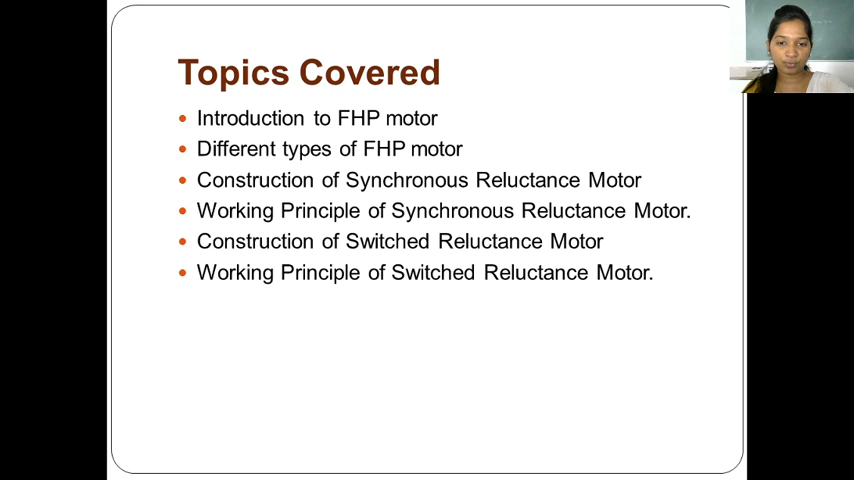 Topics Covered
Introduction to FHP motor
Different types of FHP motor
Construction of Synchronous Reluctance Motor
Working Principle of Synchronous Reluctance Motor.
Construction of Switched Reluctance Motor
Working Principle of Switched Reluctance Motor.